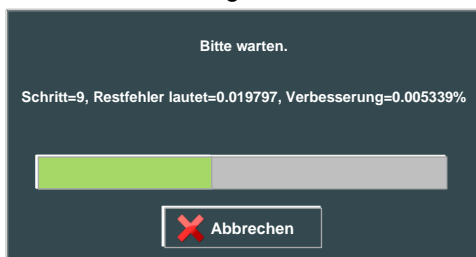 Bitte warten.
Schritt=9, Restfehler lautet=0.019797, Verbesserung=0.005339%
Abbrechen